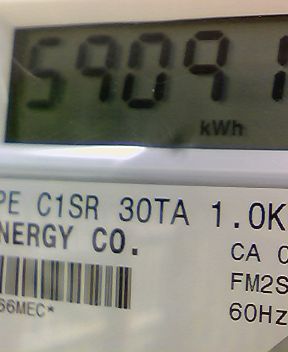 59091
kWh
PE C1SR 30TA 1.0K
NERGY CO.
CA
FM2S
66MEC*
60Hz